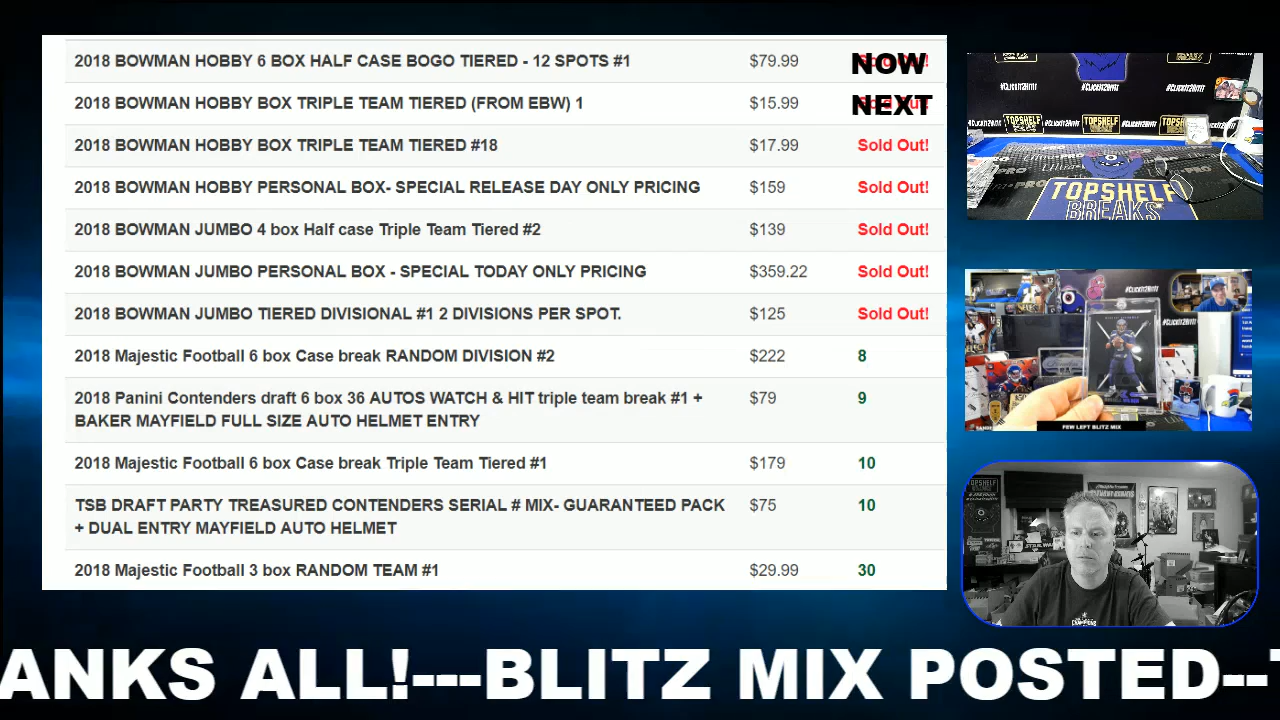 2018 BOWMAN HOBBY 6 BOX HALF CASE BOGO TIERED - 12 SPOTS #1 $79.99 NOW
2018 BOWMAN HOBBY BOX TRIPLE TEAM TIERED (FROM EBW) 1 $15.99 NEXT
2018 BOWMAN HOBBY BOX TRIPLE TEAM TIERED #18 $17.99 Sold Out!
2018 BOWMAN HOBBY PERSONAL BOX- SPECIAL RELEASE DAY ONLY PRICING $159 Sold Out!
2018 BOWMAN JUMBO 4 box Half case Triple Team Tiered #2 $139 Sold Out!
2018 BOWMAN JUMBO PERSONAL BOX - SPECIAL TODAY ONLY PRICING $359.22 Sold Out!
2018 BOWMAN JUMBO TIERED DIVISIONAL #1 2 DIVISIONS PER SPOT. $125 Sold Out!
2018 Majestic Football 6 box Case break RANDOM DIVISION #2 $222 8
2018 Panini Contenders draft 6 box 36 AUTOS WATCH & HIT triple team break #1 + $79 9
BAKER MAYFIELD FULL SIZE AUTO HELMET ENTRY
2018 Majestic Football 6 box Case break Triple Team Tiered #1 $179 10
TSB DRAFT PARTY TREASURED CONTENDERS SERIAL # MIX- GUARANTEED PACK $75 10
+ DUAL ENTRY MAYFIELD AUTO HELMET
2018 Majestic Football 3 box RANDOM TEAM #1 $29.99 30
#CLICKIT2RIFIT
TOPSHELF
TOPSHELF
BREAKS
FEW LEFT BLITZ MIX
ANKS ALL!---BLITZ MIX POSTED--T